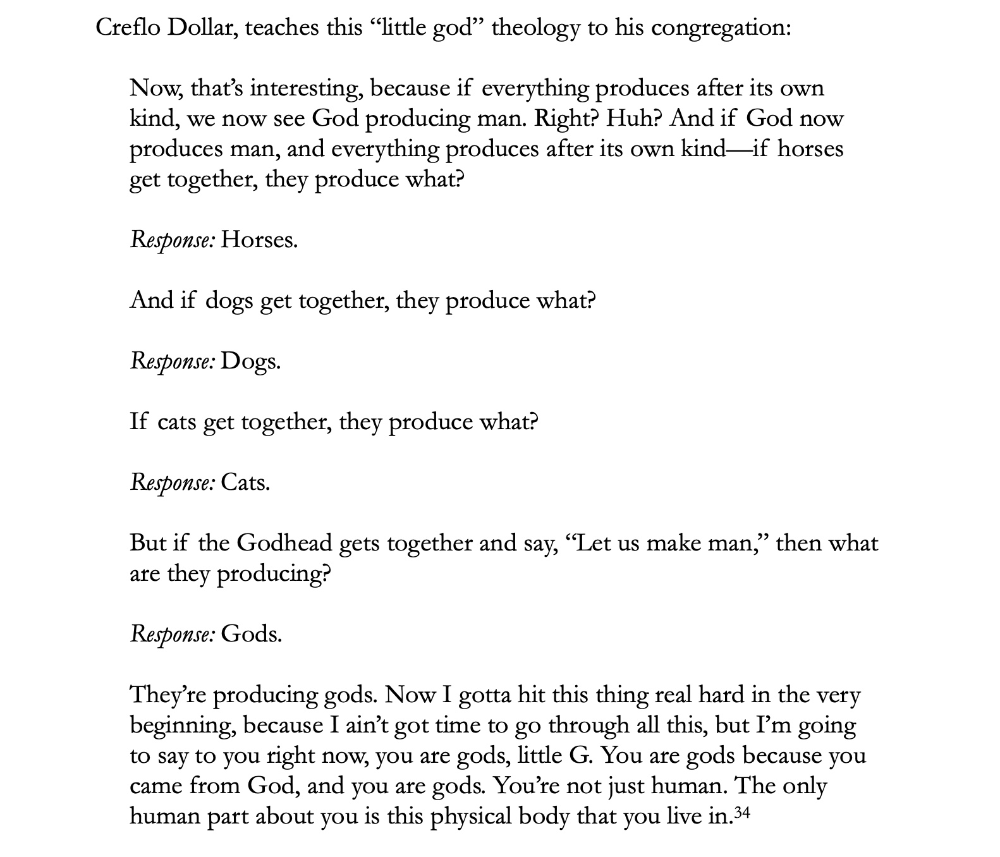 Creflo Dollar, teaches this “little god” theology to his congregation:
Now, that’s interesting, because if everything produces after its own
kind, we now see God producing man. Right? Huh? And if God now
produces man, and everything produces after its own kind—if horses
get together, they produce what?
Response: Horses.
And if dogs get together, they produce what?
Response: Dogs.
If cats get together, they produce what?
Response: Cats.
But if the Godhead gets together and say, “Let us make man,” then what
are they producing?
Response: Gods.
They’re producing gods. Now I gotta hit this thing real hard in the very
beginning, because I ain’t got time to go through all this, but I’m going
to say to you right now, you are gods, little G. You are gods because you
came from God, and you are gods. You’re not just human. The only
human part about you is this physical body that you live in.34